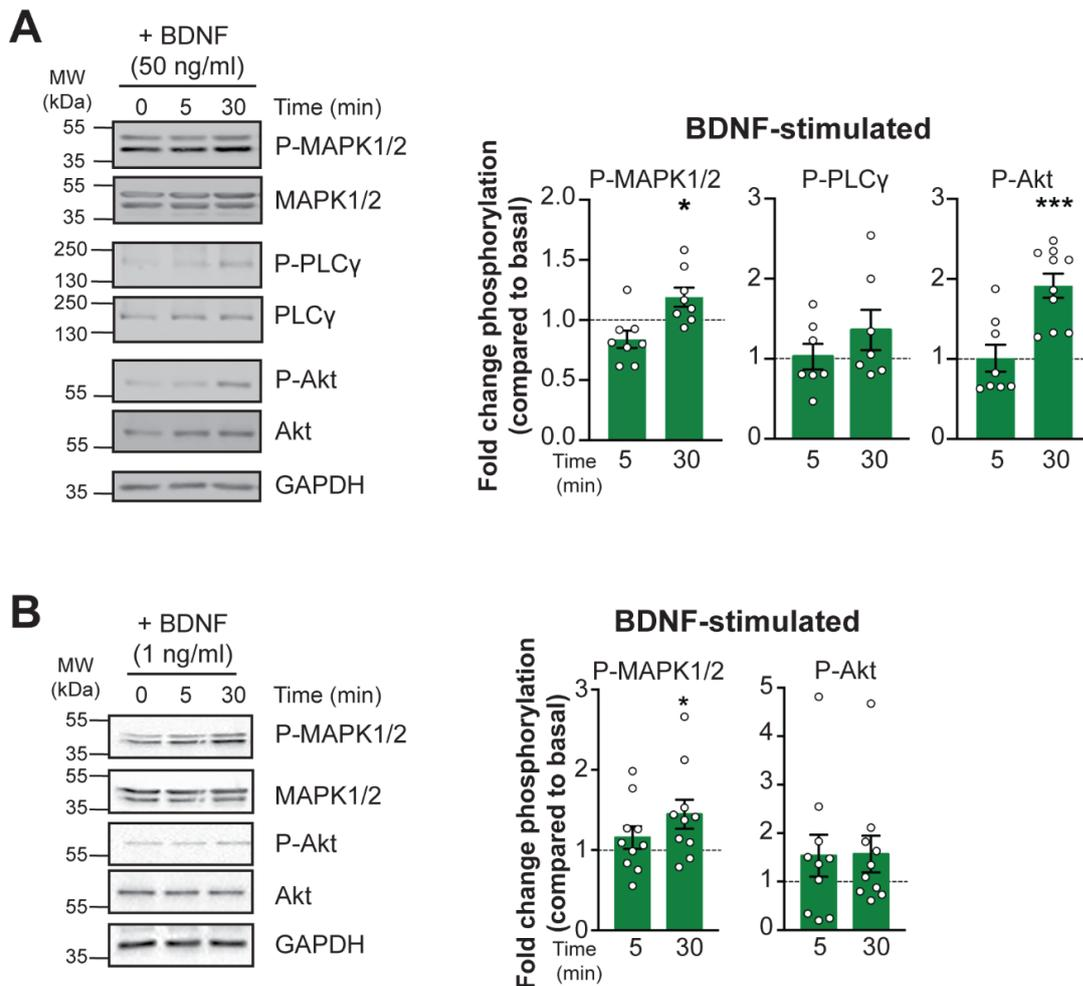 A
+ BDNF
(50 ng/ml)
MW
(kDa)
0 5 30 Time (min)
55
35
P-MAPK1/2
55
35
MAPK1/2
250
130
P-PLCγ
250
130
PLCγ
55
P-Akt
55
Akt
35
GAPDH
BDNF-stimulated
Fold change phosphorylation
(compared to basal)
P-MAPK1/2
2.0
1.5
1.0
0.5
0.0
*
Time
(min)
5 30
P-PLCγ
3
2
1
0
5 30
P-Akt
3
2
1
0
***
5 30
B
+ BDNF
(1 ng/ml)
MW
(kDa)
0 5 30 Time (min)
55
35
P-MAPK1/2
55
35
MAPK1/2
55
P-Akt
55
Akt
35
GAPDH
BDNF-stimulated
Fold change phosphorylation
(compared to basal)
P-MAPK1/2
3
2
1
0
*
Time
(min)
5 30
P-Akt
5
4
3
2
1
0
5 30